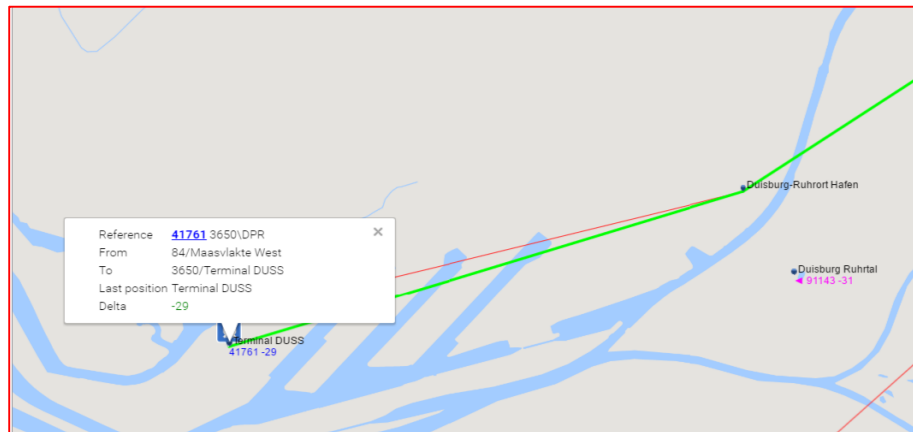 Duisburg-Ruhrort Hafen
Reference 41761 3650\DPR
From 84/Maasvlakte West
To 3650/Terminal DUSS
Last position Terminal DUSS
Delta -29
Duisburg Ruhrtal
◄ 91143 -31
Terminal DUSS
41761 -29